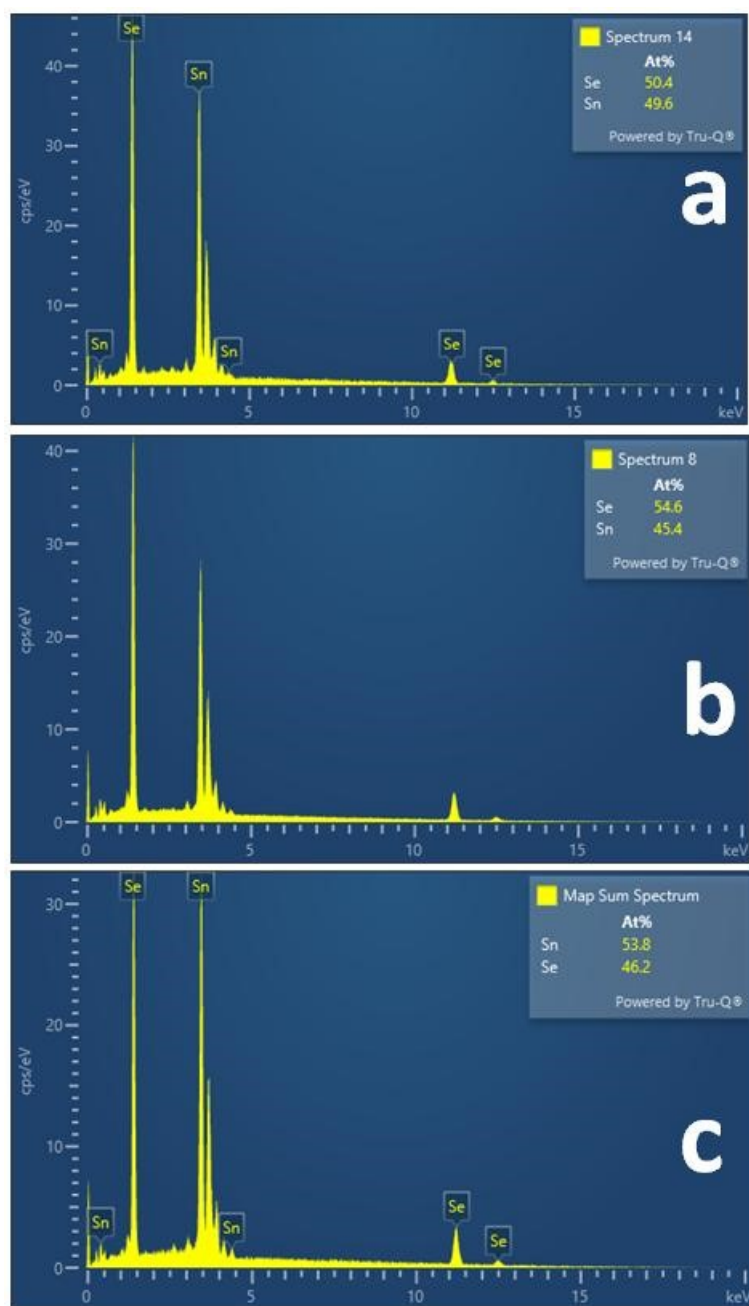 Se
Spectrum 14
At%
Se 50.4
Sn 49.6
Powered by Tru-Q®
40
Sn
30
cps/eV
20
10
Sn
Sn
Se
Se
0
0 5 10 15 keV
a
40
Spectrum 8
At%
Se 54.6
Sn 45.4
Powered by Tru-Q®
30
cps/eV
20
10
0
0 5 10 15 keV
b
30
Se
Sn
Map Sum Spectrum
At%
Sn 53.8
Se 46.2
Powered by Tru-Q®
cps/eV
20
10
Sn
Sn
Se
Se
0
0 5 10 15 keV
c